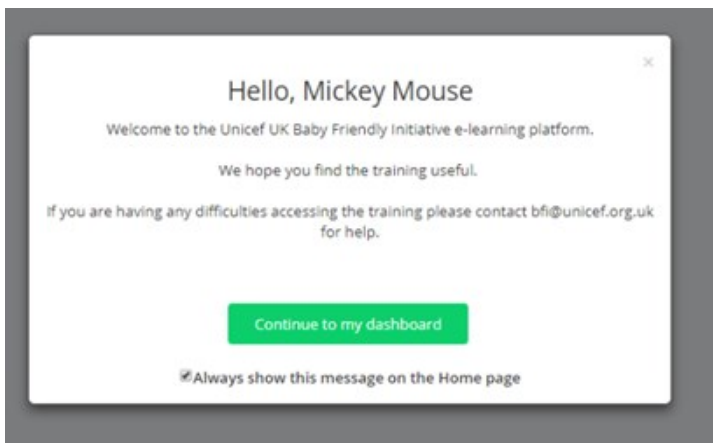 Hello, Mickey Mouse
Welcome to the Unicef UK Baby Friendly Initiative e-learning platform.
We hope you find the training useful.
If you are having any difficulties accessing the training please contact bfi@unicef.org.uk
for help.
Continue to my dashboard
Always show this message on the Home page